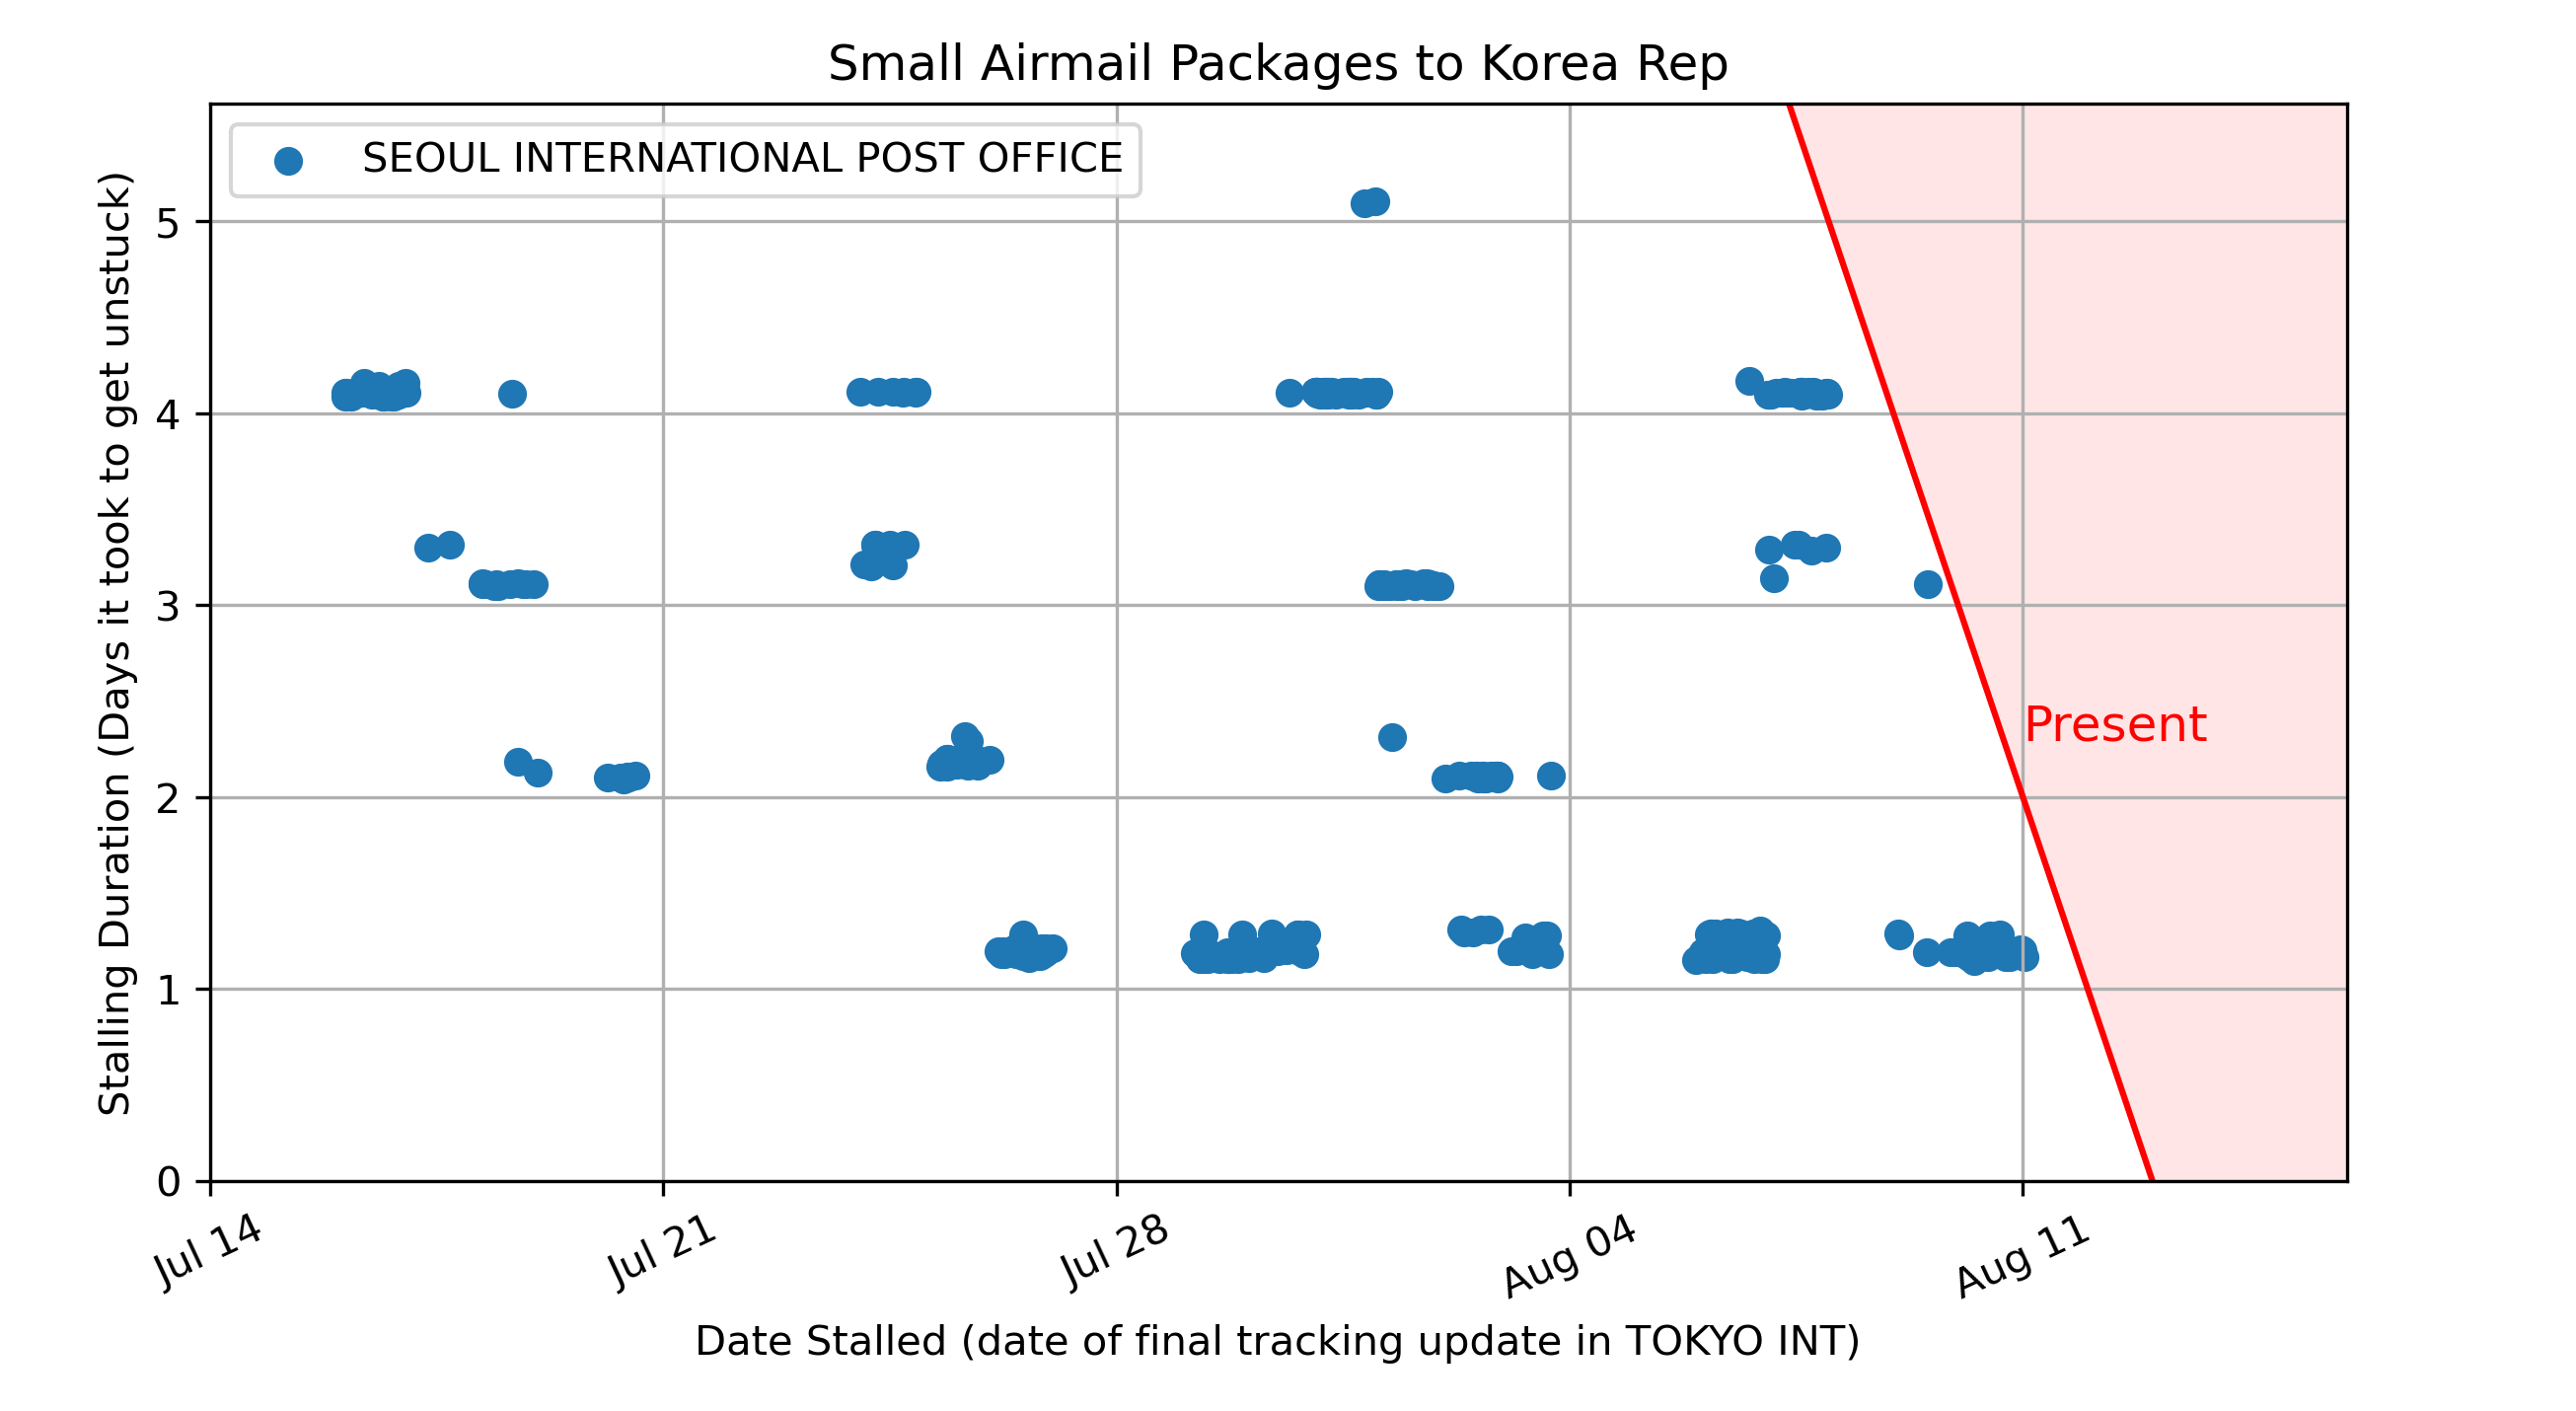 Small Airmail Packages to Korea Rep
SEOUL INTERNATIONAL POST OFFICE
Stalling Duration (Days it took to get unstuck)
5
4
3
2
1
0
Present
Jul 14
Jul 21
Jul 28
Aug 04
Aug 11
Date Stalled (date of final tracking update in TOKYO INT)